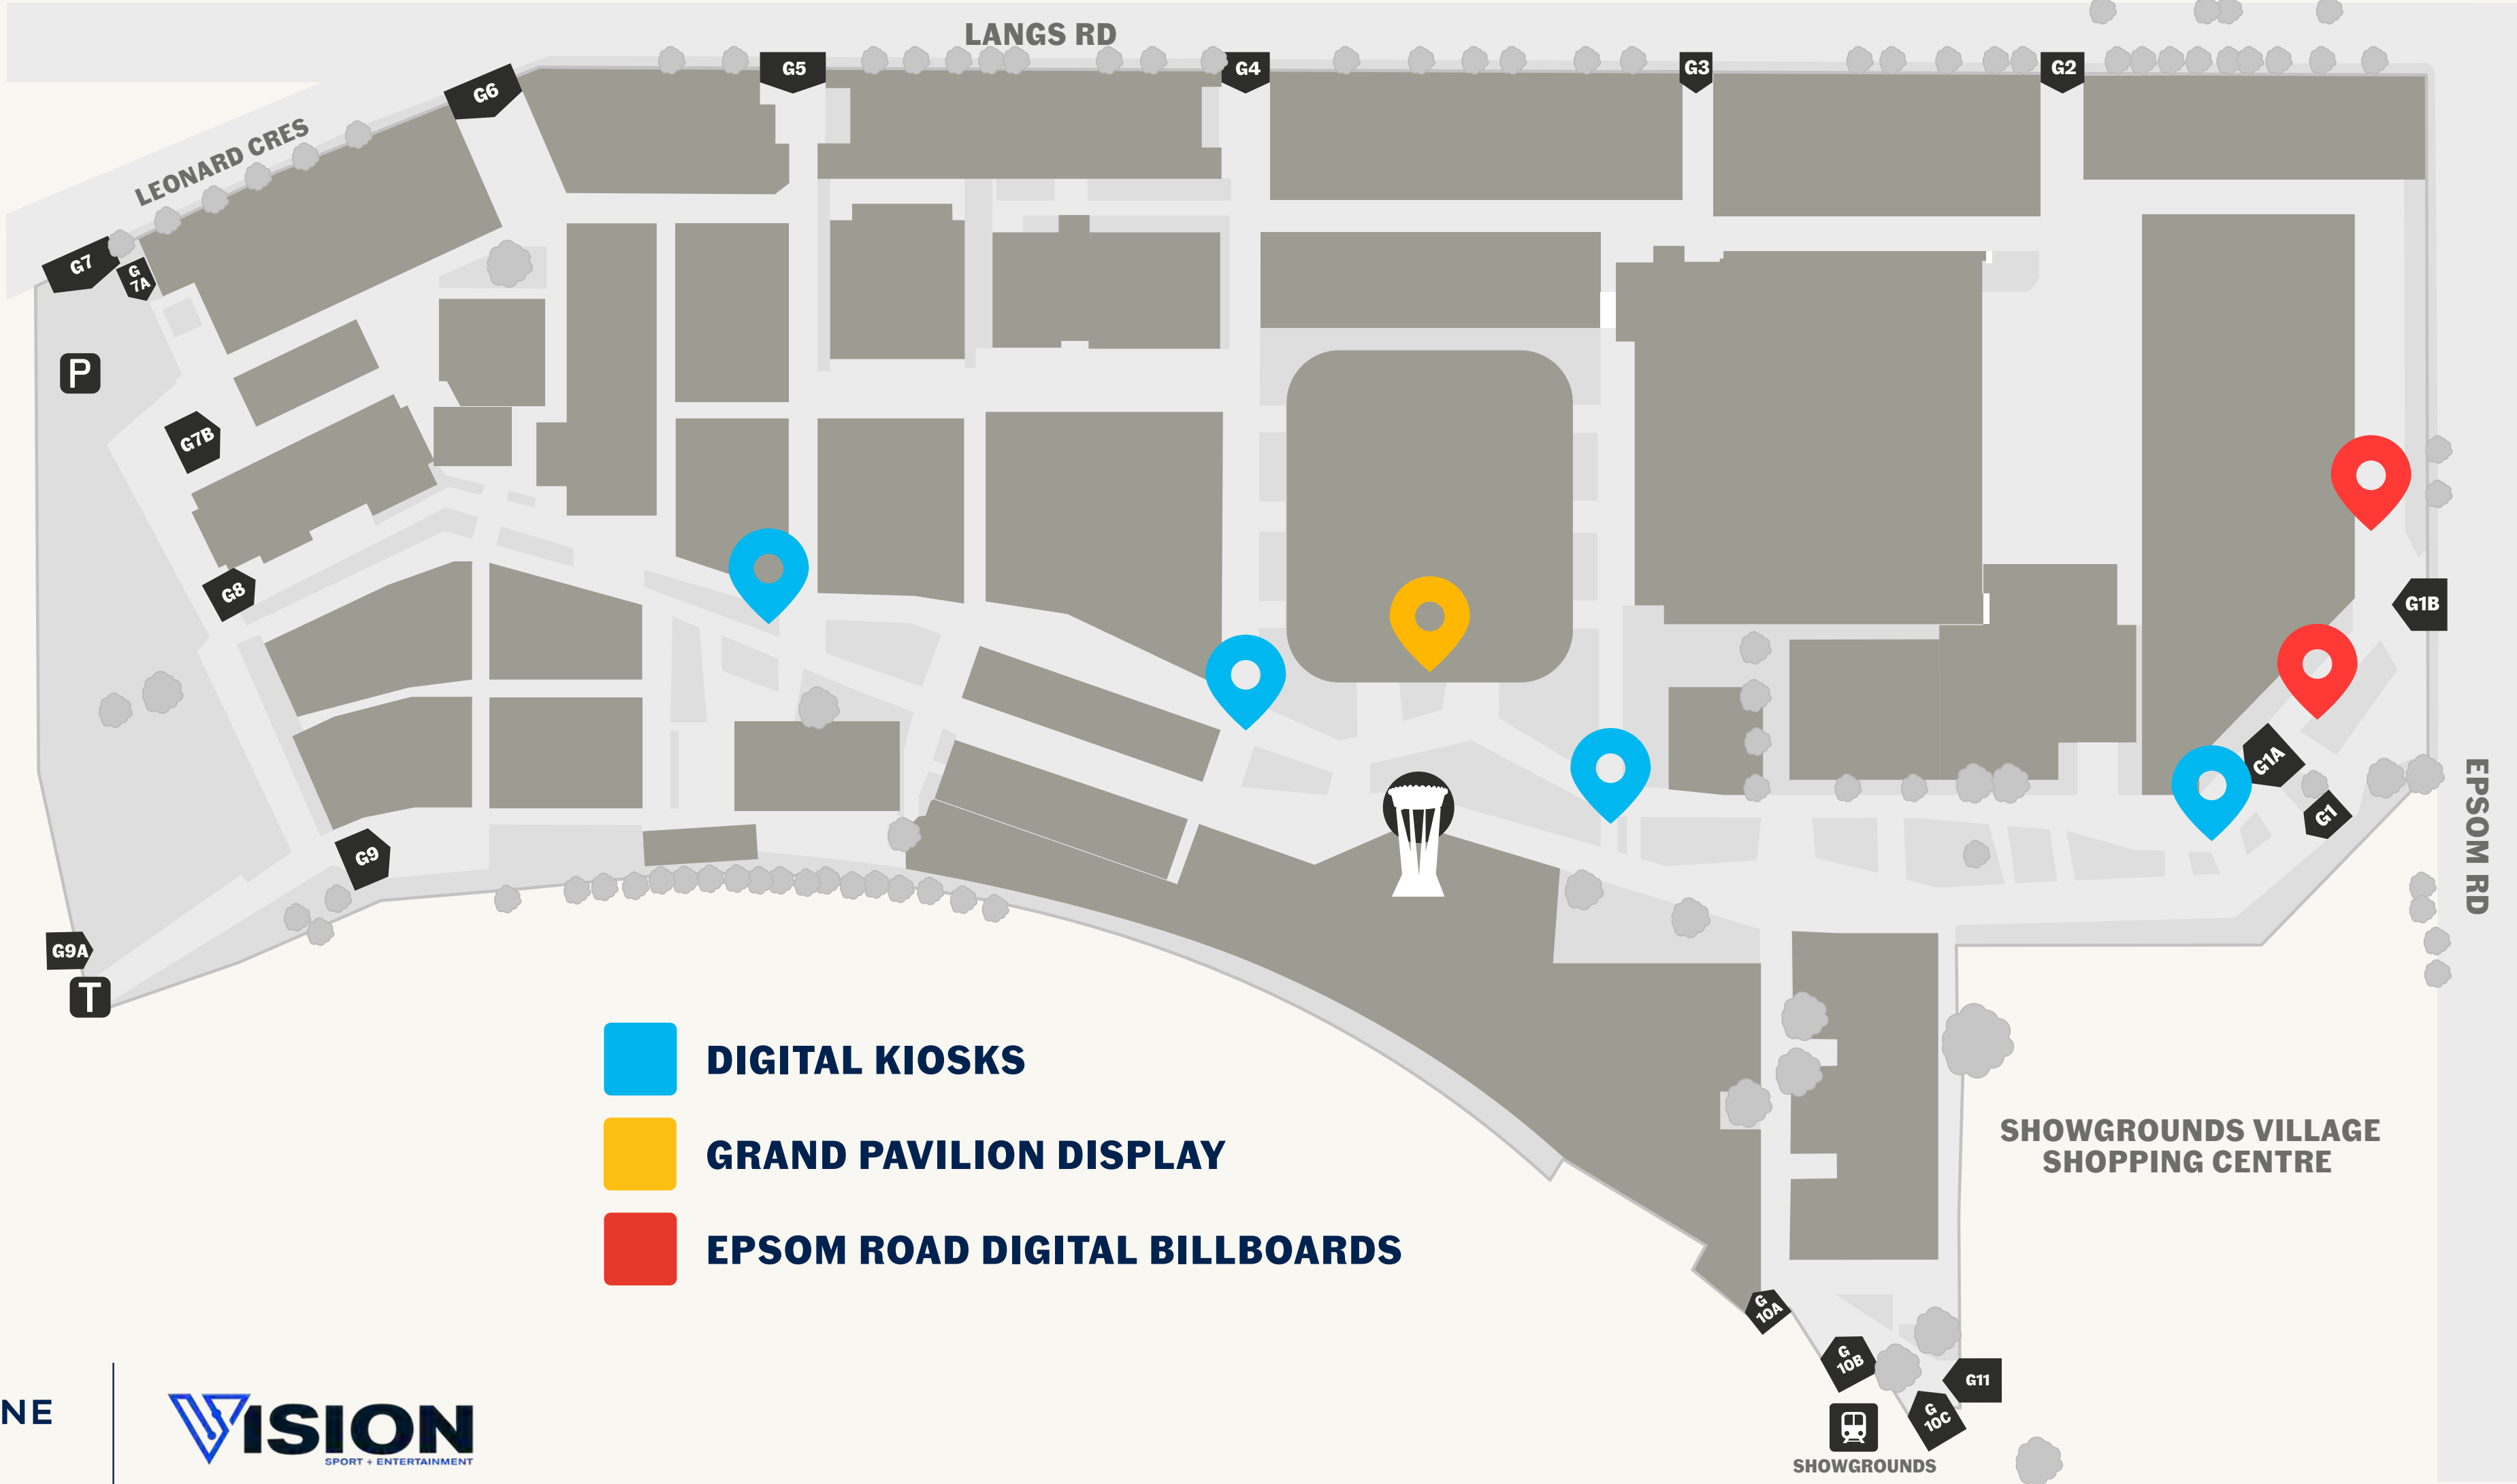 LANGS RD
G5
G4
G3
G2
G6
LEONARD CRES
G7
G
7A
P
G7B
G8
G1B
G1A
G1
EPSOM RD
G9
G9A
T
DIGITAL KIOSKS
GRAND PAVILION DISPLAY
EPSOM ROAD DIGITAL BILLBOARDS
SHOWGROUNDS VILLAGE
SHOPPING CENTRE
G
10A
G
10B
G11
G
10C
SHOWGROUNDS
NE
VISION
SPORT + ENTERTAINMENT